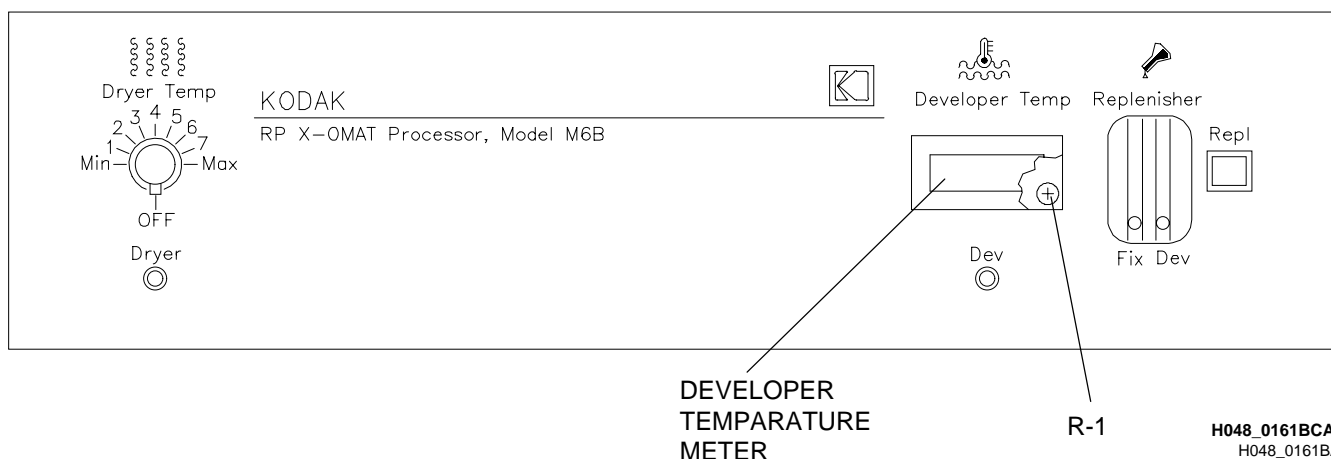 Dryer Temp
1 2 3 4 5 6 7
Min Max
OFF
Dryer
KODAK
RP X-OMAT Processor, Model M6B
Developer Temp
Dev
Replenisher
Fix Dev
Repl
DEVELOPER
TEMPARATURE
METER
R-1
H048_0161BCA
H048_0161BA